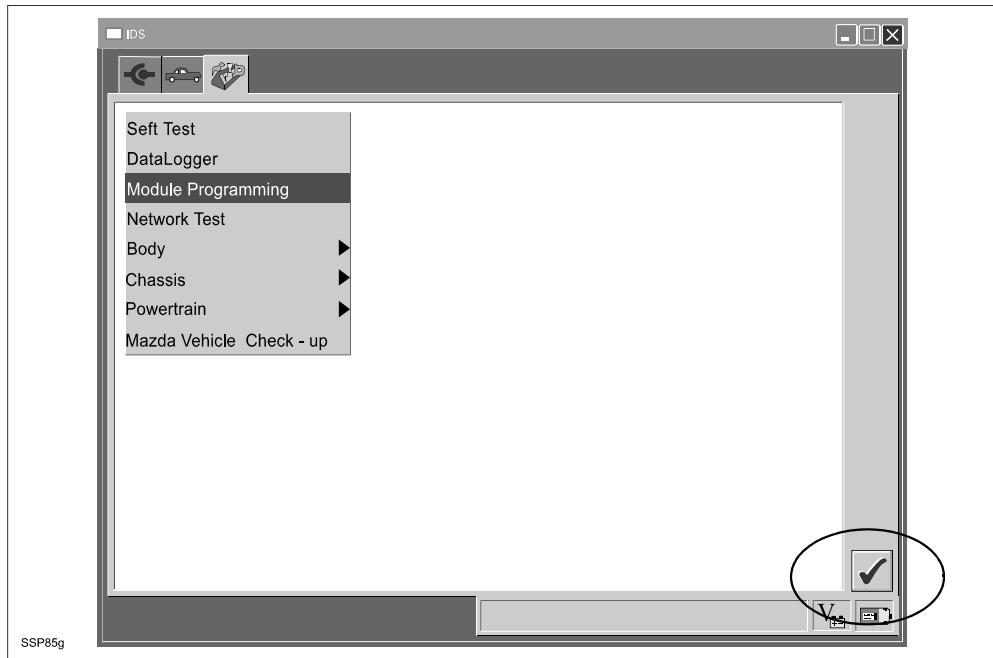 IDS
Seft Test
DataLogger
Module Programming
Network Test
Body
Chassis
Powertrain
Mazda Vehicle Check - up
V
SSP85g